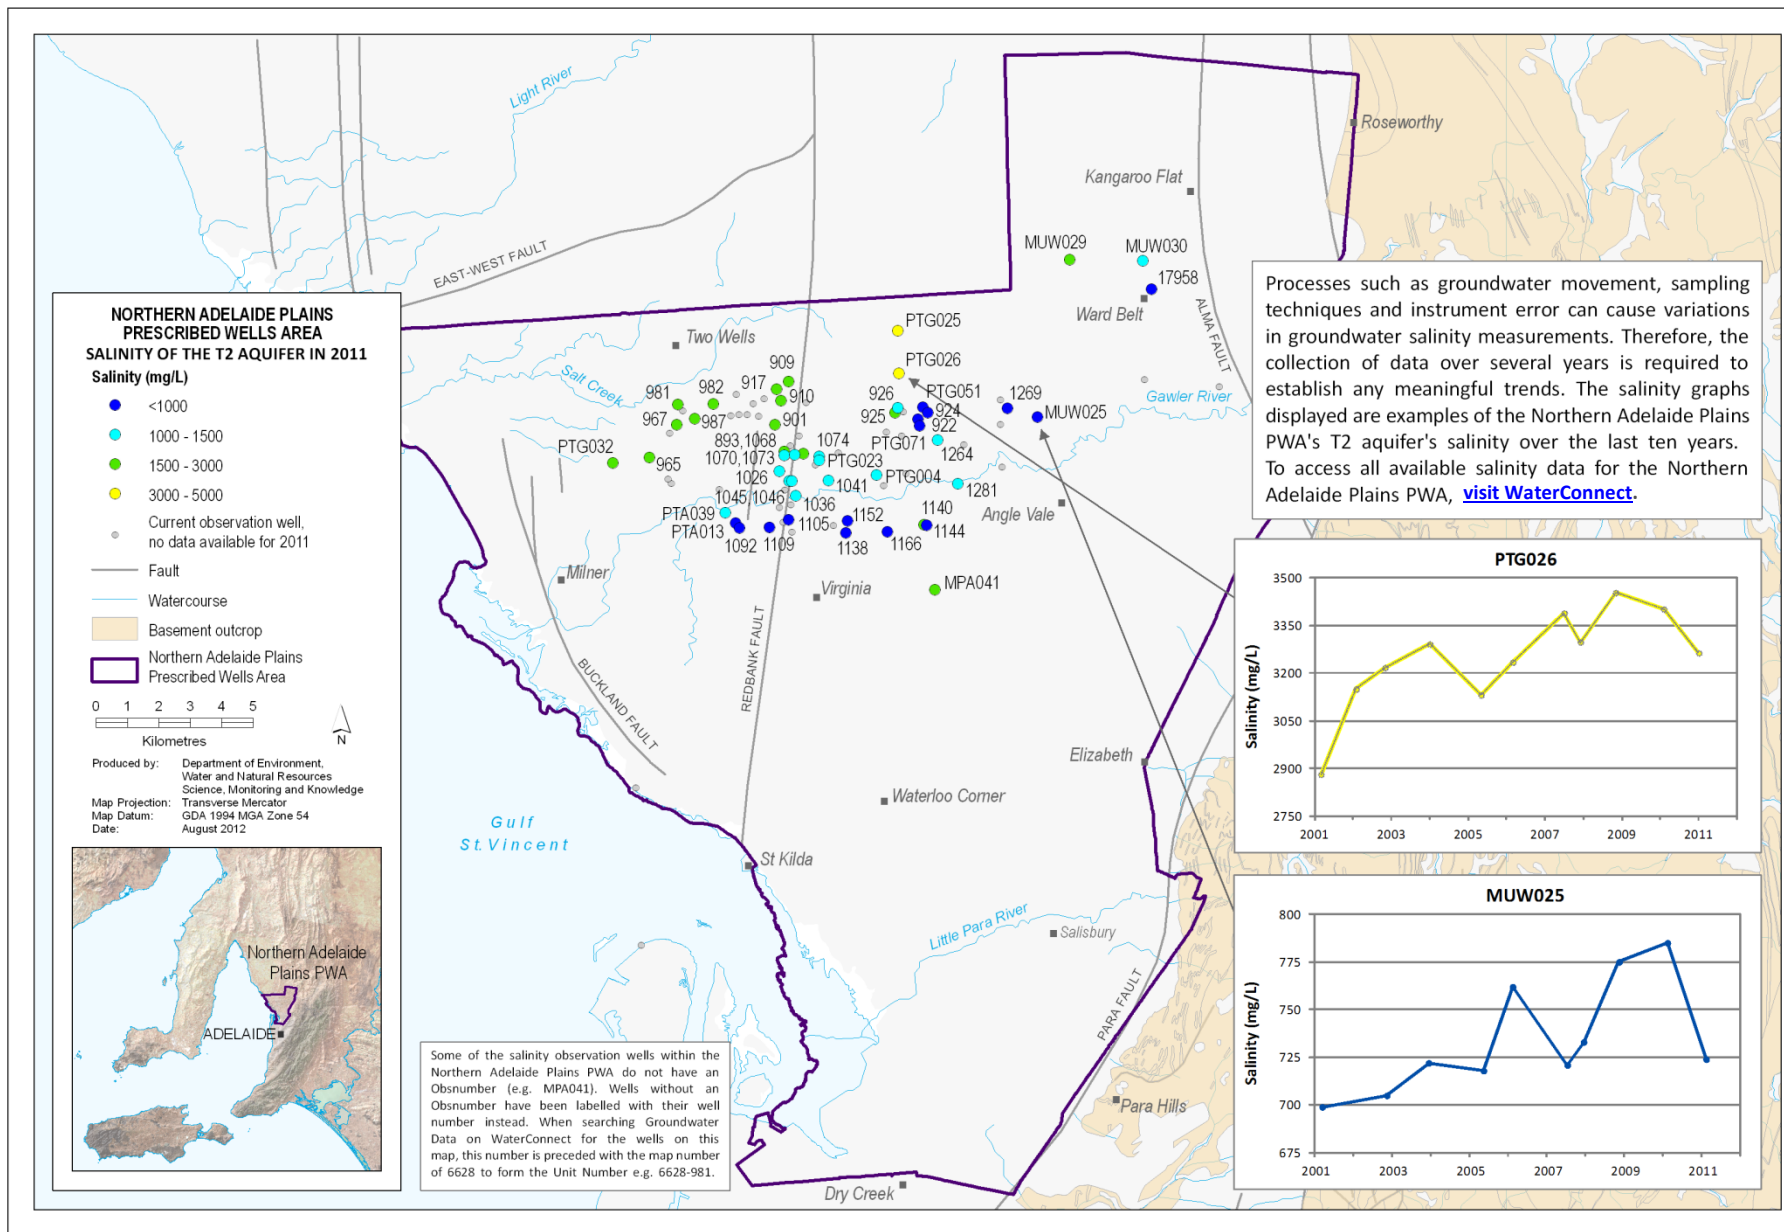 NORTHERN ADELAIDE PLAINS
PRESCRIBED WELLS AREA
SALINITY OF THE T2 AQUIFER IN 2011
Salinity (mg/L)
<1000
1000 - 1500
1500 - 3000
3000 - 5000
Current observation well,
no data available for 2011
Fault
Watercourse
Basement outcrop
Northern Adelaide Plains
Prescribed Wells Area
0 1 2 3 4 5
Kilometres
N
Produced by: Department of Environment,
Water and Natural Resources
Science, Monitoring and Knowledge
Map Projection: Transverse Mercator
Map Datum: GDA 1994 MGA Zone 54
Date: August 2012
Northern Adelaide
Plains PWA
ADELAIDE
Light River
EAST-WEST FAULT
Roseworthy
Kangaroo Flat
MUW029
MUW030
17958
Ward Belt
ALMA FAULT
Two Wells
Salt Creek
PTG025
PTG026
909
917
910
981
982
967
987
901
926
PTG051
924
925
922
1269
MUW025
Gawler River
PTG032
965
893,1068
1074
PTG071
1264
1070,1073
PTG023
1026
1041
PTG004
1281
1045,1046
1036
Angle Vale
PTA039
PTA013
1092
1109
1105
1152
1138
1166
1140
1144
Milner
Virginia
MPA041
BUCKLAND FAULT
REDBANK FAULT
Elizabeth
Waterloo Corner
Gulf
St. Vincent
St Kilda
Little Para River
Salisbury
PARA FAULT
Para Hills
Dry Creek
Some of the salinity observation wells within the
Northern Adelaide Plains PWA do not have an
Obsnumber (e.g. MPA041). Wells without an
Obsnumber have been labelled with their well
number instead. When searching Groundwater
Data on WaterConnect for the wells on this
map, this number is preceded with the map number
of 6628 to form the Unit Number e.g. 6628-981.
Processes such as groundwater movement, sampling
techniques and instrument error can cause variations
in groundwater salinity measurements. Therefore, the
collection of data over several years is required to
establish any meaningful trends. The salinity graphs
displayed are examples of the Northern Adelaide Plains
PWA's T2 aquifer's salinity over the last ten years.
To access all available salinity data for the Northern
Adelaide Plains PWA, visit WaterConnect.
PTG026
Salinity (mg/L)
3500
3350
3200
3050
2900
2750
2001 2003 2005 2007 2009 2011
MUW025
Salinity (mg/L)
800
775
750
725
700
675
2001 2003 2005 2007 2009 2011